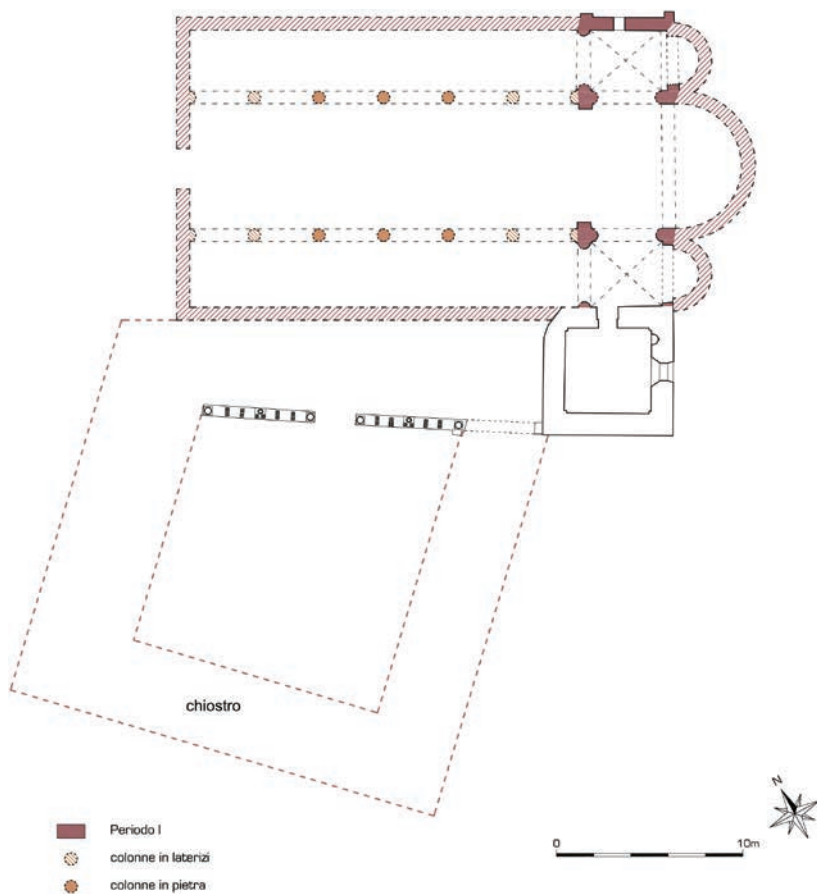 chiostro
N
Periodo I
colonne in laterizi
colonne in pietra
0 10m